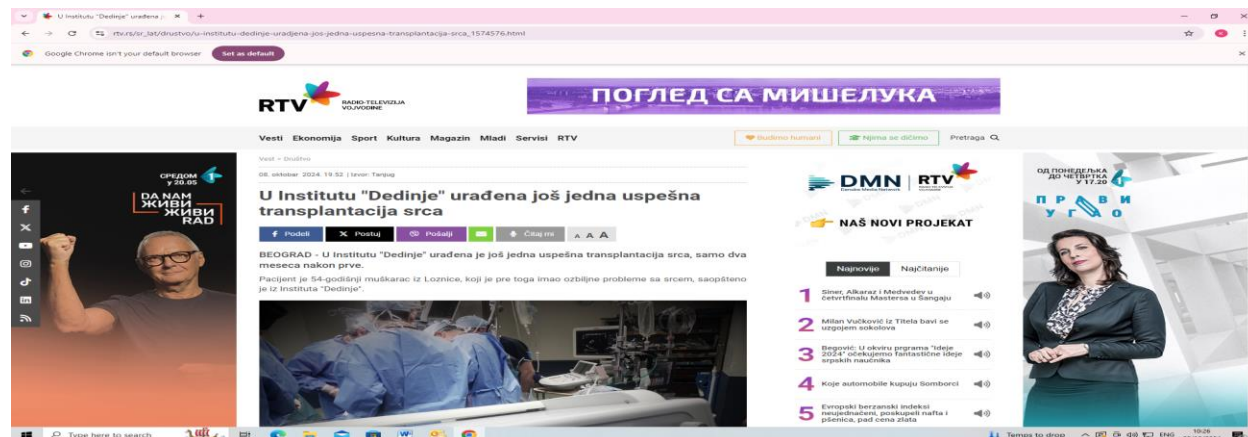 U Institutu "Dedinje" urađena j
rtv.rs/sr_lat/drustvo/u-institutu-dedinje-uradjena-jos-jedna-uspesna-transplantacija-srca_1574576.html
Google Chrome isn't your default browser Set as default
RTV RADIO-TELEVIZIJA VOJVODINE
ПОГЛЕД СА МИШЕЛУКА
Vesti Ekonomija Sport Kultura Magazin Mladi Servisi RTV
Budimo humani Njima se dičimo Pretraga
Vest » Društvo
08. oktobar 2024, 19.52 | Izvor: Tanjug
U Institutu "Dedinje" urađena još jedna uspešna
transplantacija srca
Podeli Postuj Pošalji Čitaj mi A A A
BEOGRAD - U Institutu "Dedinje" urađena je još jedna uspešna transplantacija srca, samo dva
meseca nakon prve.
Pacijent je 54-godišnji muškarac iz Loznice, koji je pre toga imao ozbiljne probleme sa srcem, saopšteno
je iz Instituta "Dedinje".
СРЕДОМ
у 20.05
DA NAM
ЖИВИ
ЖИВИ
RAD
DMN RTV
Danube Media Network
NAŠ NOVI PROJEKAT
Najnovije Najčitanije
1 Siner, Alkaraz i Medvedev u
četvrtfinalu Mastersa u Šangaju
2 Milan Vučković iz Titela bavi se
uzgojem sokolova
3 Begović: U okviru prgrama "Ideje
2024" očekujemo fantastične ideje
srpskih naučnika
4 Koje automobile kupuju Somborci
5 Evropski berzanski indeksi
neujednačeni, poskupeli nafta i
pšenica, pad cena zlata
ОД ПОНЕДЕЉКА
ДО ЧЕТВРТКА
У 17.20
ПРАВИ
УГАО
Type here to search
Temps to drop
ENG
10:26